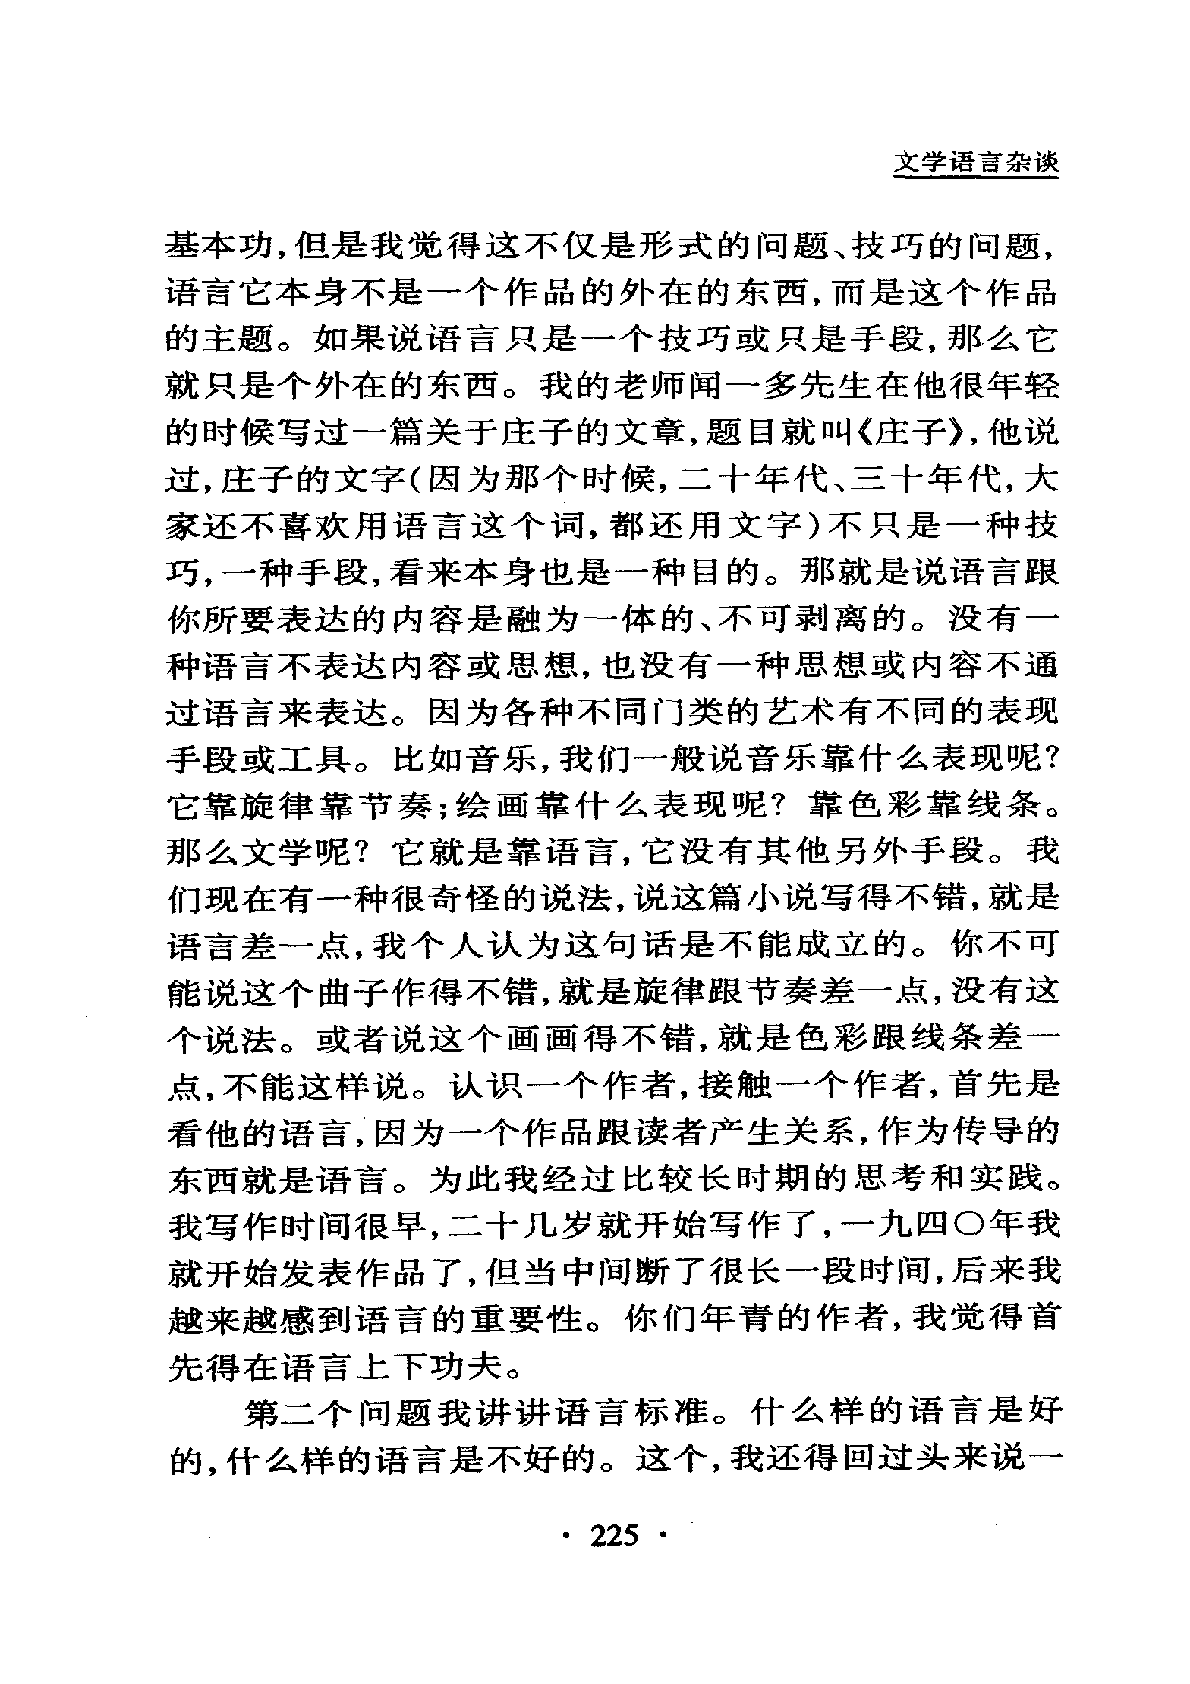 文学语言杂谈
基本功,但是我觉得这不仅是形式的问题、技巧的问题,
语言它本身不是一个作品的外在的东西,而是这个作品
的主题。如果说语言只是一个技巧或只是手段,那么它
就只是个外在的东西。我的老师闻一多先生在他很年轻
的时候写过一篇关于庄子的文章,题目就叫《庄子》,他说
过,庄子的文字(因为那个时候,二十年代、三十年代,大
家还不喜欢用语言这个词,都还用文字)不只是一种技
巧,一种手段,看来本身也是一种目的。那就是说语言跟
你所要表达的内容是融为一体的、不可剥离的。没有一
种语言不表达内容或思想,也没有一种思想或内容不通
过语言来表达。因为各种不同门类的艺术有不同的表现
手段或工具。比如音乐,我们一般说音乐靠什么表现呢?
它靠旋律靠节奏;绘画靠什么表现呢?靠色彩靠线条。
那么文学呢?它就是靠语言,它没有其他另外手段。我
们现在有一种很奇怪的说法,说这篇小说写得不错,就是
语言差一点,我个人认为这句话是不能成立的。你不可
能说这个曲子作得不错,就是旋律跟节奏差一点,没有这
个说法。或者说这个画画得不错,就是色彩跟线条差一
点,不能这样说。认识一个作者,接触一个作者,首先是
看他的语言,因为一个作品跟读者产生关系,作为传导的
东西就是语言。为此我经过比较长时期的思考和实践。
我写作时间很早,二十几岁就开始写作了,一九四〇年我
就开始发表作品了,但当中间断了很长一段时间,后来我
越来越感到语言的重要性。你们年青的作者,我觉得首
先得在语言上下功夫。
第二个问题我讲讲语言标准。什么样的语言是好
的,什么样的语言是不好的。这个,我还得回过头来说一
· 225 ·